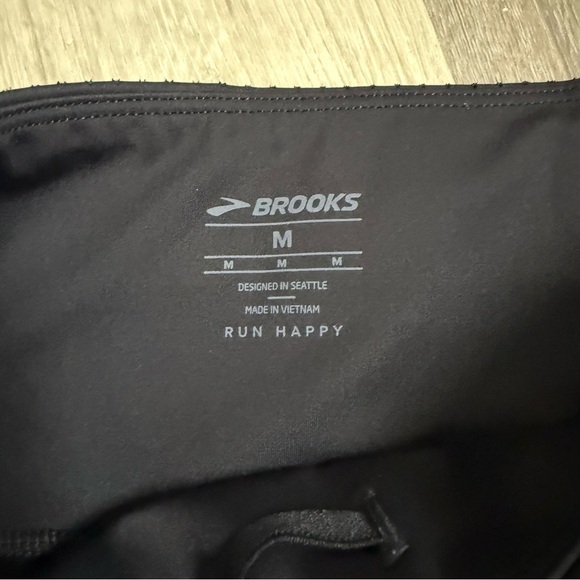 BROOKS
M
M M M
DESIGNED IN SEATTLE
MADE IN VIETNAM
RUN HAPPY